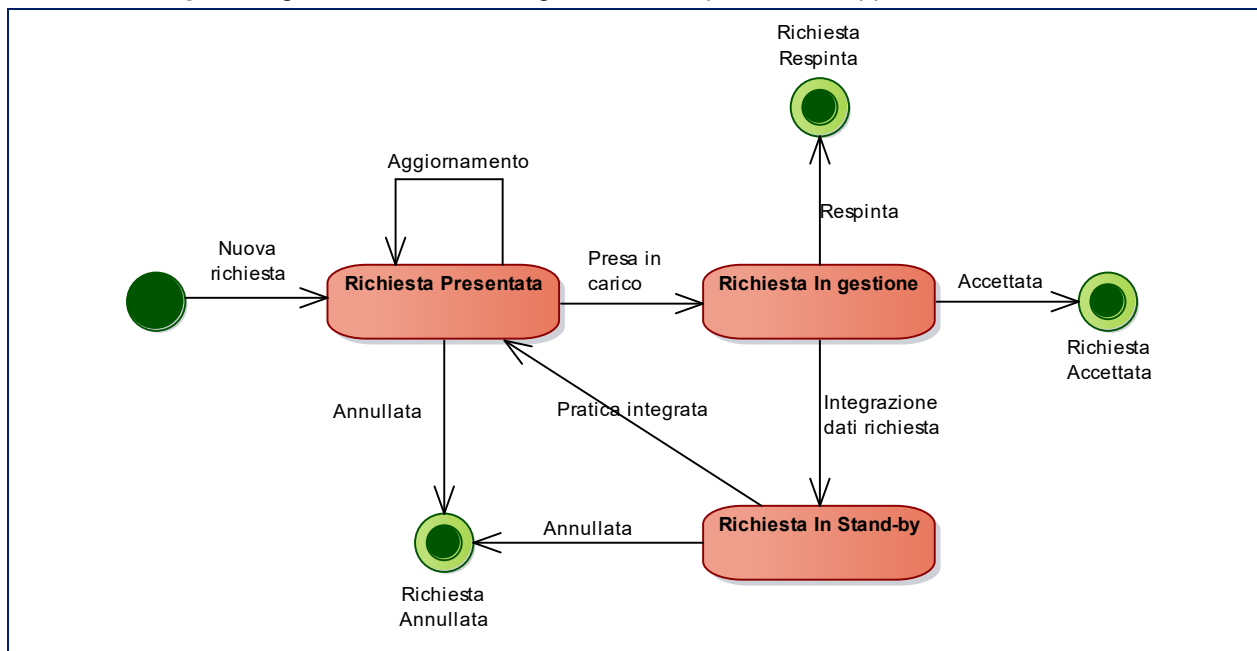 Richiesta
Respinta
Aggiornamento
Respinta
Nuova
richiesta
Richiesta Presentata
Presa in
carico
Richiesta In gestione
Accettata
Richiesta
Accettata
Annullata
Pratica integrata
Integrazione
dati richiesta
Annullata
Richiesta In Stand-by
Richiesta
Annullata